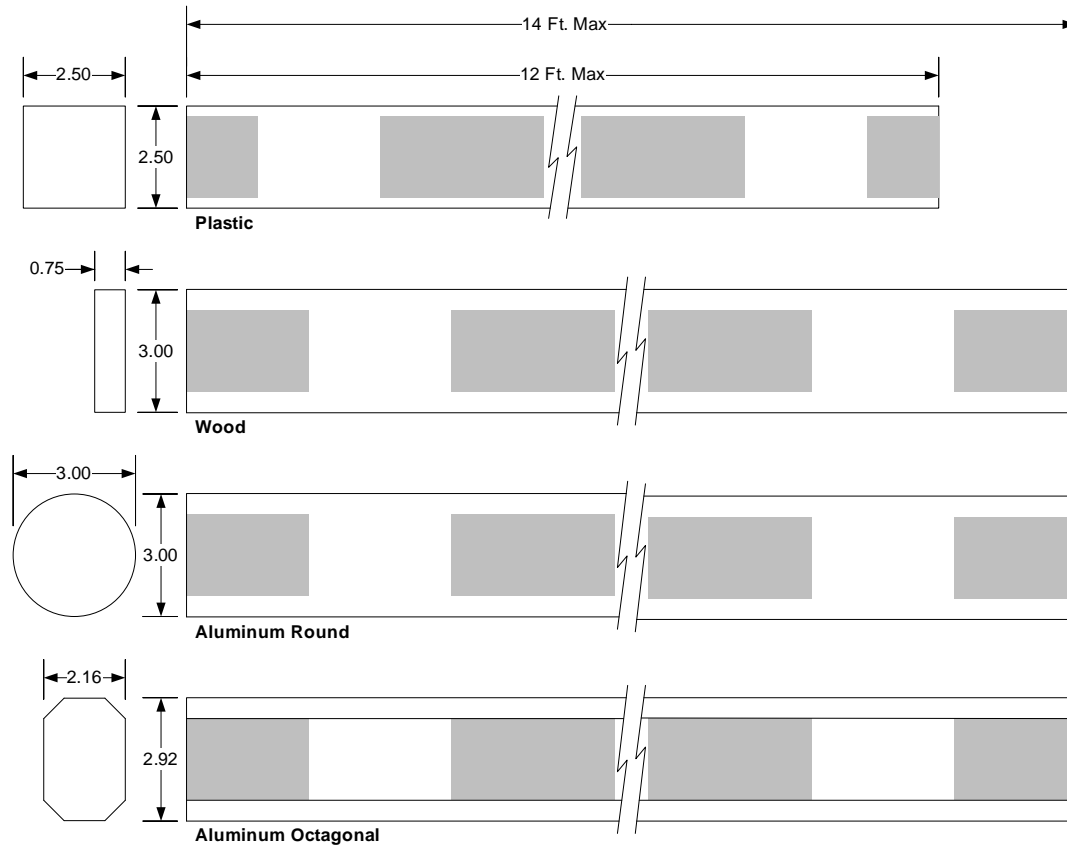 14 Ft. Max
12 Ft. Max
2.50
2.50
Plastic
0.75
3.00
Wood
3.00
3.00
Aluminum Round
2.16
2.92
Aluminum Octagonal